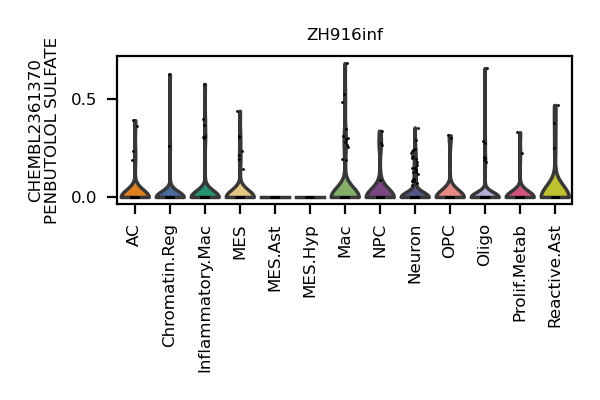 ZH916inf
CHEMBL2361370
PENBUTOLOL SULFATE
0.5
0.0
AC
Chromatin.Reg
Inflammatory.Mac
MES
MES.Ast
MES.Hyp
Mac
NPC
Neuron
OPC
Oligo
Prolif.Metab
Reactive.Ast